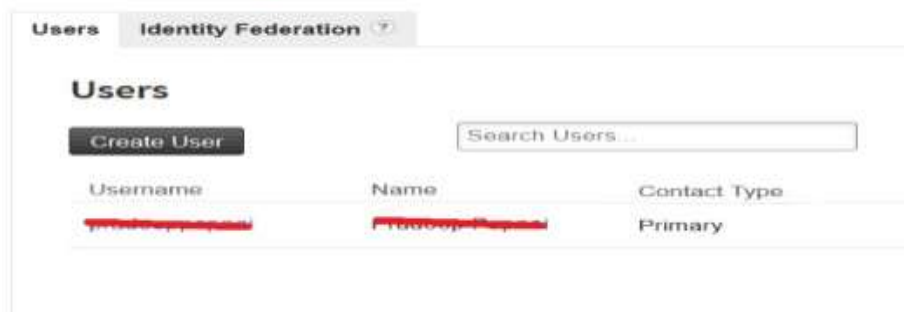 Users Identity Federation ?
Users
Create User Search Users...
Username Name Contact Type
Primary